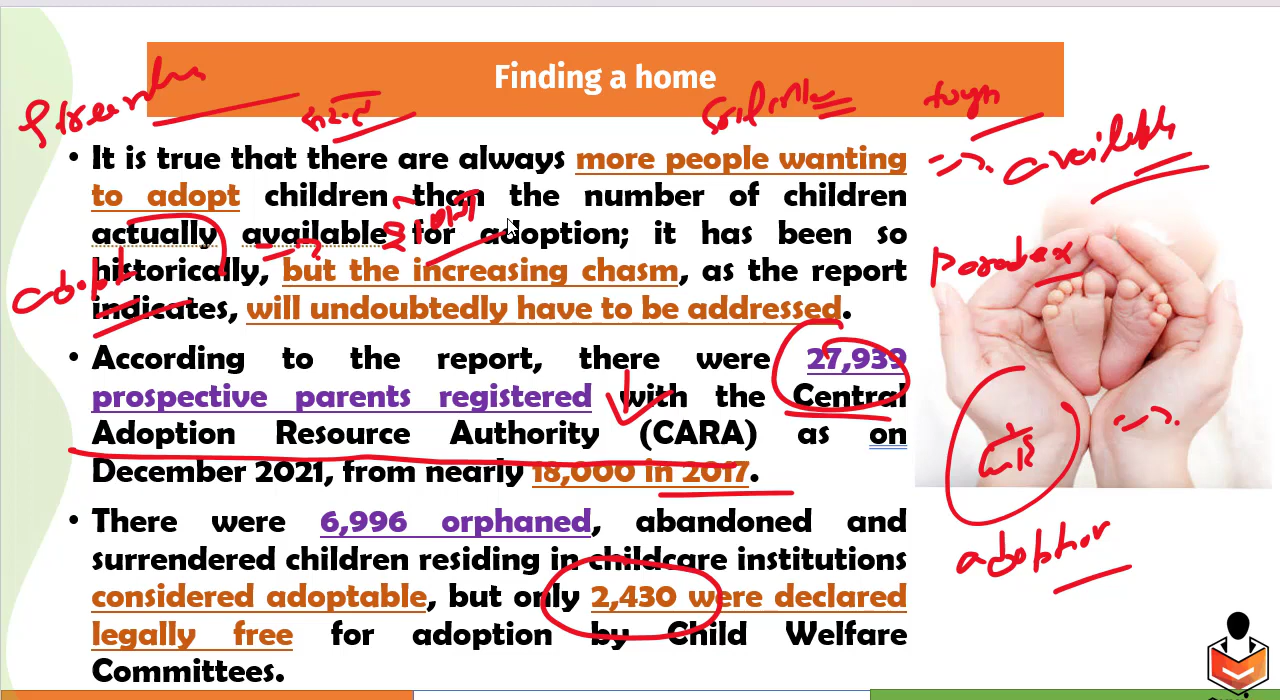 Finding a home
available
• It is true that there are always more people wanting
to adopt children than the number of children
actually available for adoption; it has been so
historically, but the increasing chasm, as the report
Paradox
adopt
indicates, will undoubtedly have to be addressed.
• According to the report, there were 27,939
prospective parents registered with the Central
Adoption Resource Authority (CARA) as on
December 2021, from nearly 18,000 in 2017.
• There were 6,996 orphaned, abandoned and
surrendered children residing in childcare institutions
adoption
considered adoptable, but only 2,430 were declared
legally free for adoption by Child Welfare
Committees.